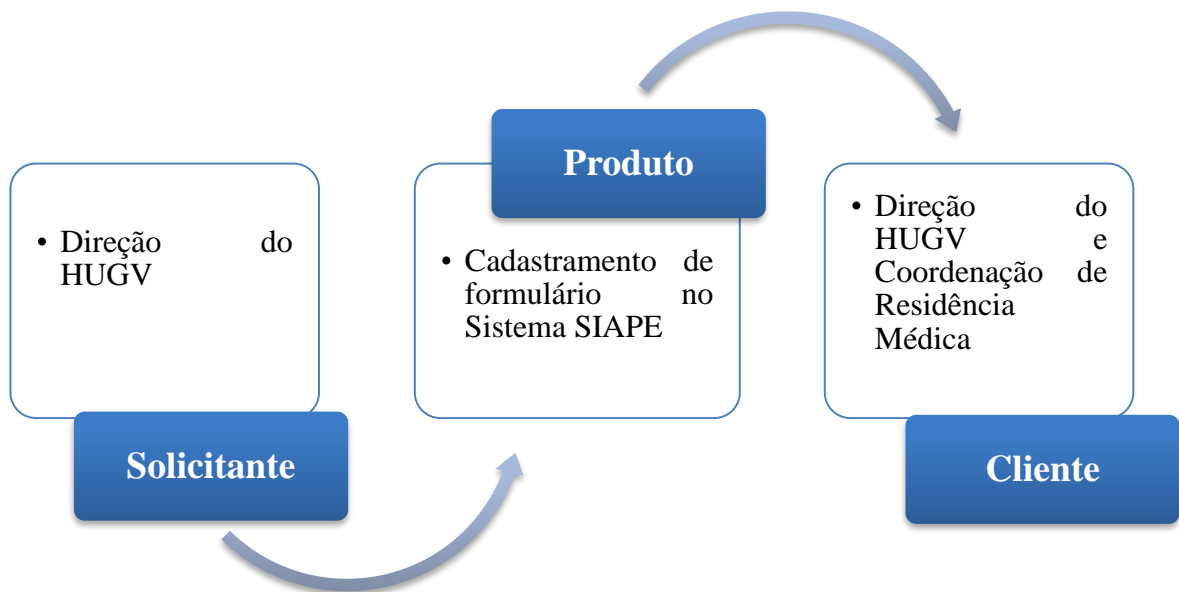 • Direção do
HUGV
Solicitante
Produto
• Cadastramento de
formulário no
Sistema SIAPE
• Direção do
HUGV e
Coordenação de
Residência
Médica
Cliente